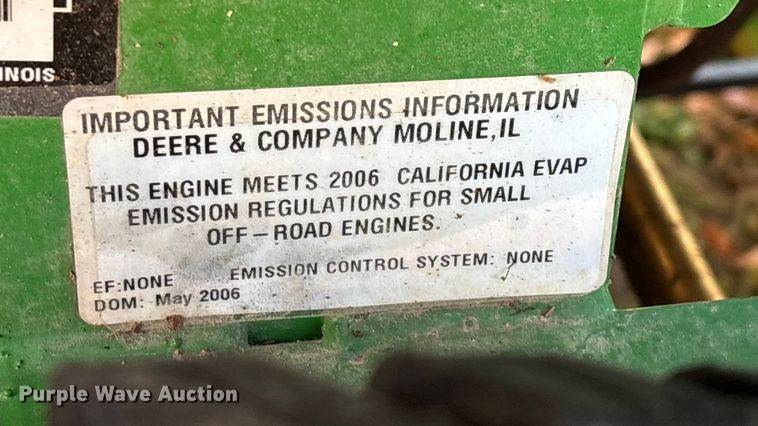 INOIS
IMPORTANT EMISSIONS INFORMATION
DEERE & COMPANY MOLINE, IL
THIS ENGINE MEETS 2006 CALIFORNIA EVAP
EMISSION REGULATIONS FOR SMALL
OFF-ROAD ENGINES.
EF:NONE EMISSION CONTROL SYSTEM: NONE
DOM: May 2006
Purple Wave Auction